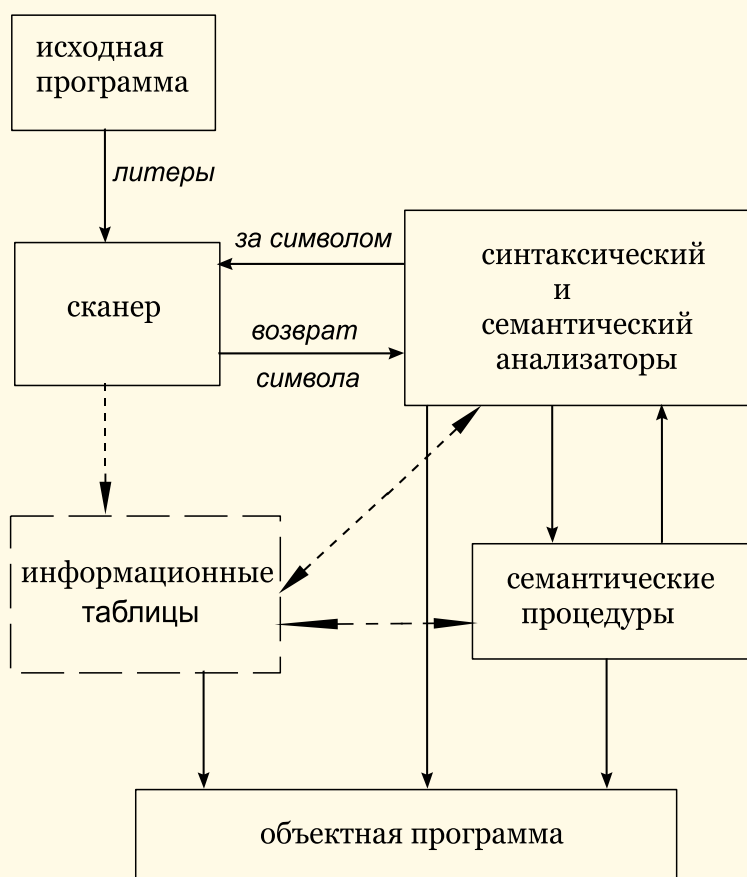 исходная
программа
литеры
за символом
синтаксический
и
семантический
анализаторы
сканер
возврат
символа
информационные
таблицы
семантические
процедуры
объектная программа